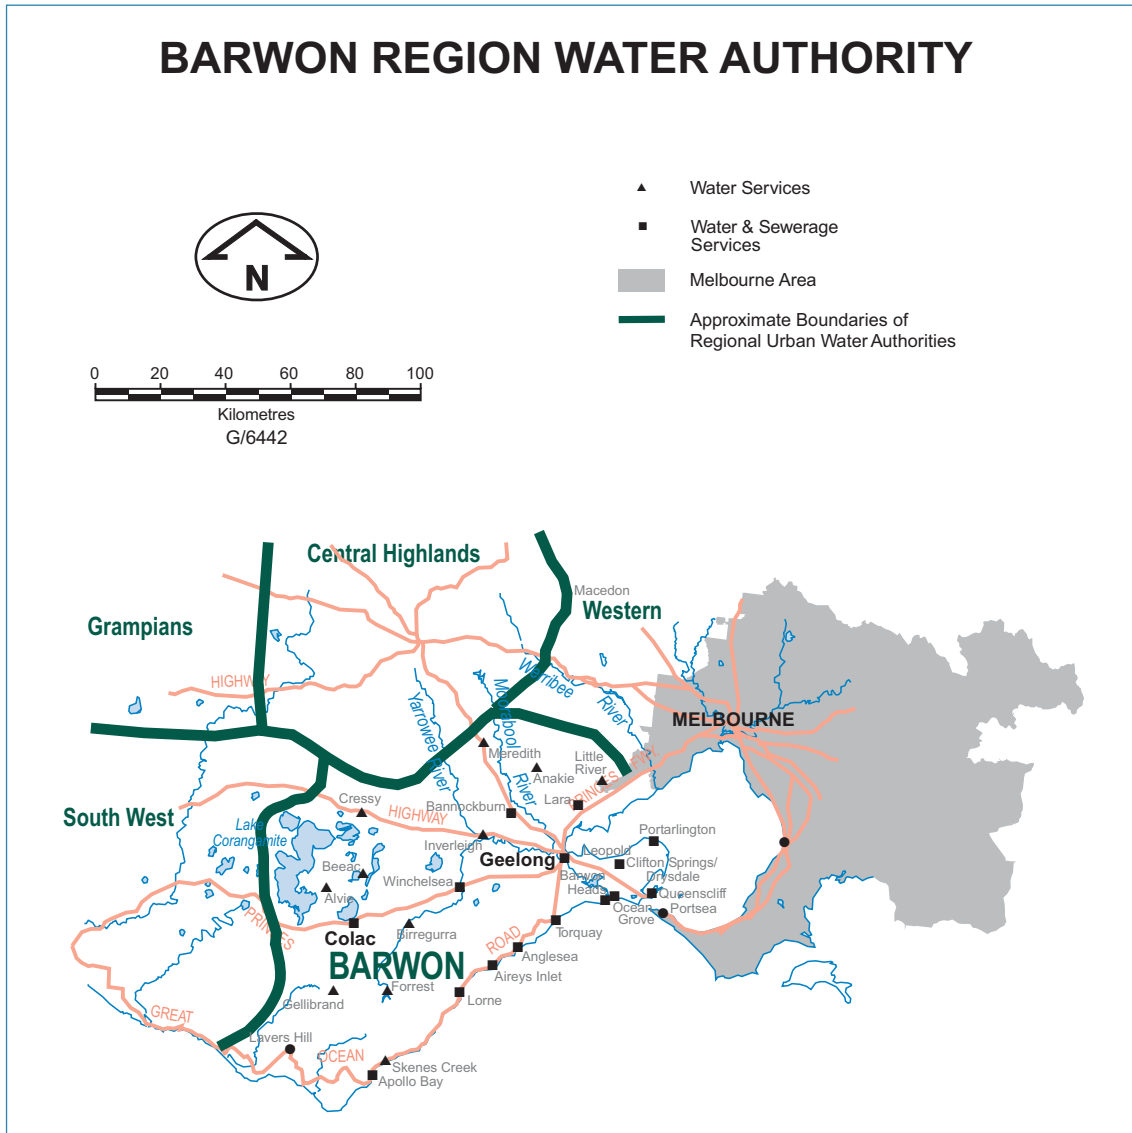 BARWON REGION WATER AUTHORITY
Water Services
Water & Sewerage
Services
Melbourne Area
Approximate Boundaries of
Regional Urban Water Authorities
N
0 20 40 60 80 100
Kilometres
G/6442
Central Highlands
Macedon
Western
Grampians
HIGHWAY
Werribee
River
Moorabool
River
Yarrowee
River
MELBOURNE
Meredith
Little
River
Anakie
PRINCES FWY
Lara
Cressy
Bannockburn
HIGHWAY
South West
Lake
Corangamite
Inverleigh
Geelong
Portarlington
Leopold
Clifton Springs/
Drysdale
Beeac
Winchelsea
Barwon
Heads
Alvie
Queenscliff
Ocean
Grove
Portsea
PRINCES
Colac
Birregurra
Torquay
ROAD
Anglesea
BARWON
Aireys Inlet
Gellibrand
Forrest
Lorne
GREAT
Lavers Hill
OCEAN
Skenes Creek
Apollo Bay